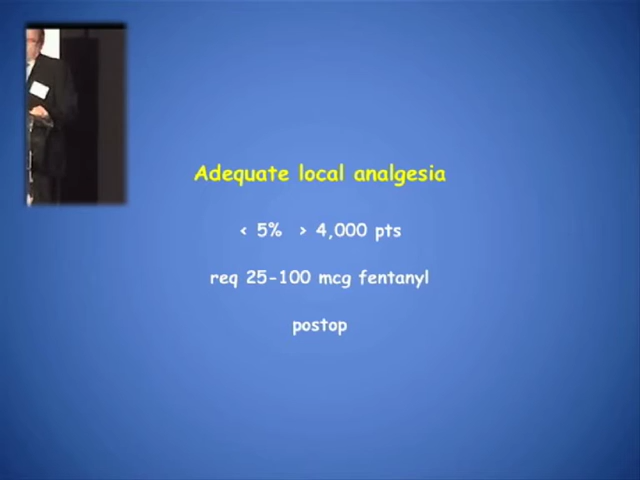 Adequate local analgesia
< 5%  > 4,000 pts
req 25-100 mcg fentanyl
postop